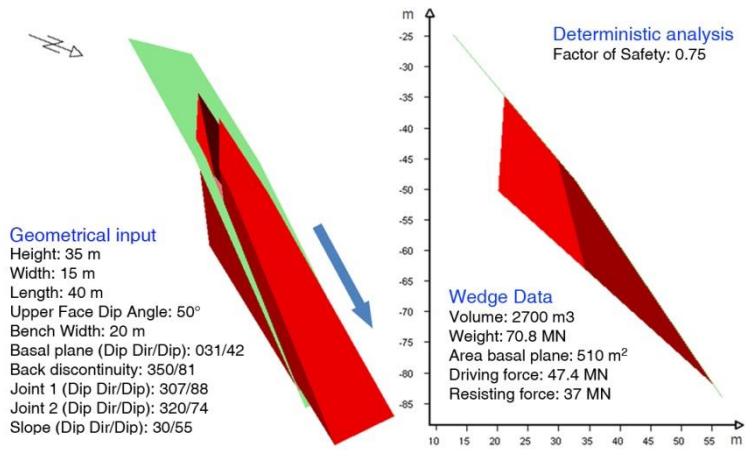 Geometrical input
Height: 35 m
Width: 15 m
Length: 40 m
Upper Face Dip Angle: 50°
Bench Width: 20 m
Basal plane (Dip Dir/Dip): 031/42
Back discontinuity: 350/81
Joint 1 (Dip Dir/Dip): 307/88
Joint 2 (Dip Dir/Dip): 320/74
Slope (Dip Dir/Dip): 30/55
m
-25
-30
-35
-40
-45
-50
-55
-60
-65
-70
-75
-80
-85
Deterministic analysis
Factor of Safety: 0.75
Wedge Data
Volume: 2700 m3
Weight: 70.8 MN
Area basal plane: 510 m²
Driving force: 47.4 MN
Resisting force: 37 MN
10 15 20 25 30 35 40 45 50 55 m